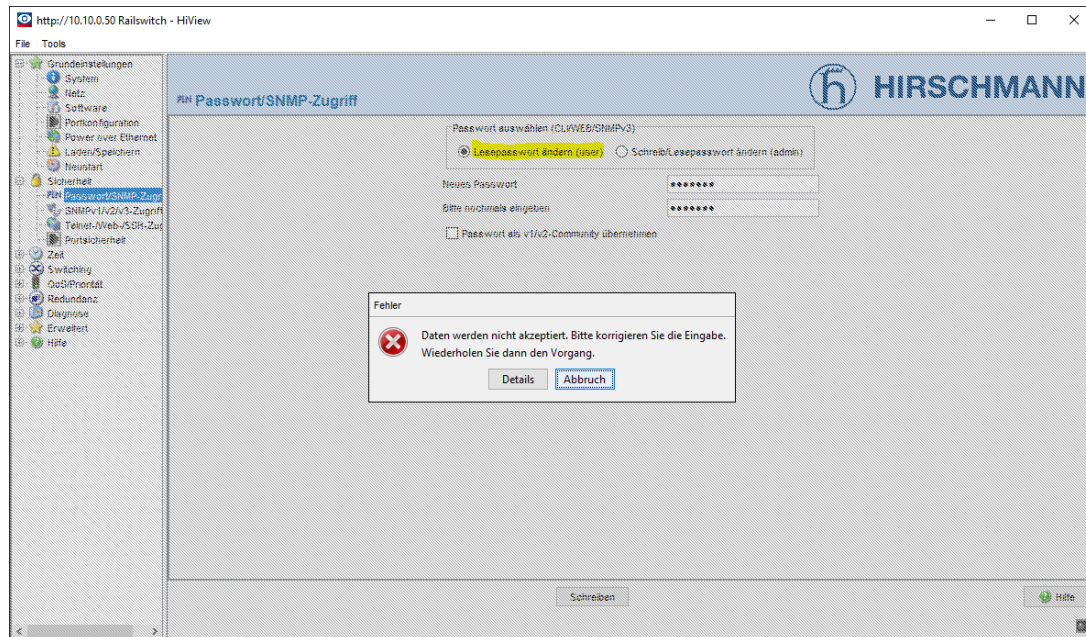 http://10.10.0.50 Railswitch - HiView
File Tools
Grundeinstellungen
System
Netz
Software
Portkonfiguration
Power over Ethernet
Laden/Speichern
Neustart
Sicherheit
PIN Passwort/SNMP-Zugr
SNMPv1/v2/v3-Zugriff
Telnet-/Web-/SSH-Zug
Portsicherheit
Zeit
Switching
QoS/Priorität
Redundanz
Diagnose
Erweitert
Hilfe
PIN Passwort/SNMP-Zugriff
HIRSCHMANN
Passwort auswählen (CLI/WEB/SNMPv3)
Lesepasswort ändern (user) Schreib/Lesepasswort ändern (admin)
Neues Passwort *******
Bitte nochmals eingeben *******
Passwort als v1/v2-Community übernehmen
Fehler
Daten werden nicht akzeptiert. Bitte korrigieren Sie die Eingabe.
Wiederholen Sie dann den Vorgang.
Details Abbruch
Schreiben Hilfe